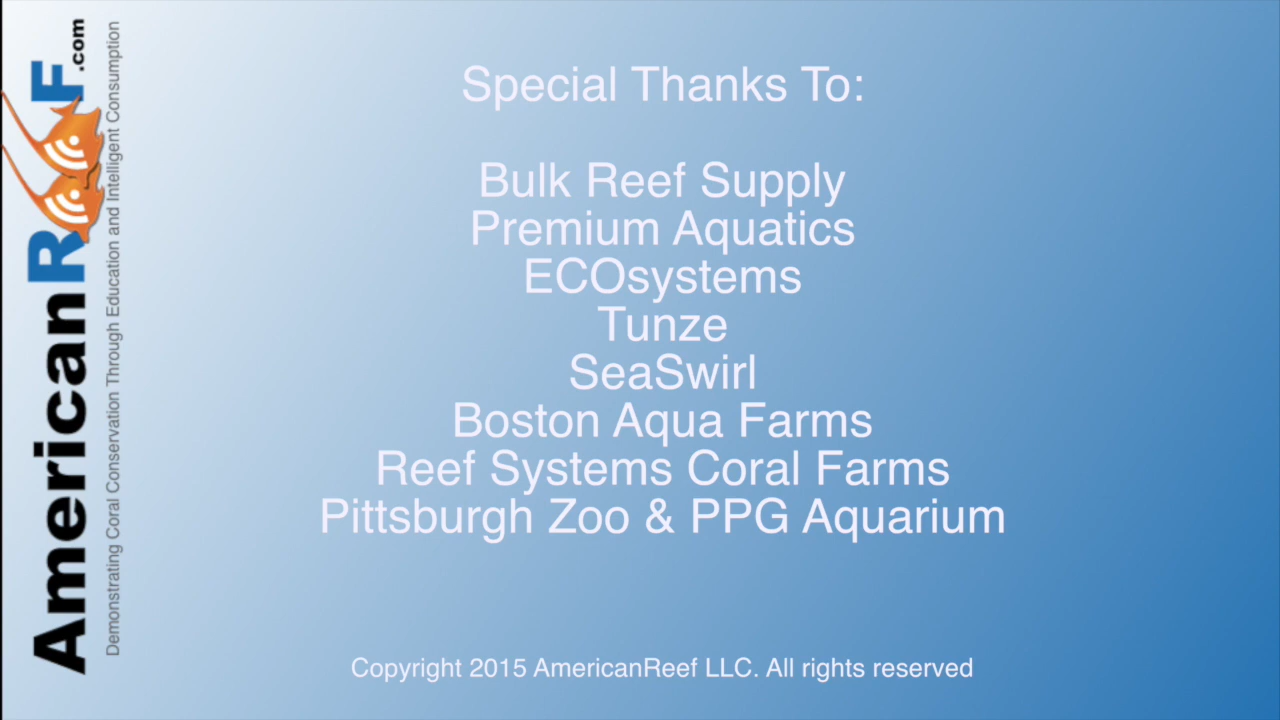 AmericanReeF.com
Demonstrating Coral Conservation Through Education and Intelligent Consumption
Special Thanks To:
Bulk Reef Supply
Premium Aquatics
ECOsystems
Tunze
SeaSwirl
Boston Aqua Farms
Reef Systems Coral Farms
Pittsburgh Zoo & PPG Aquarium
Copyright 2015 AmericanReef LLC. All rights reserved